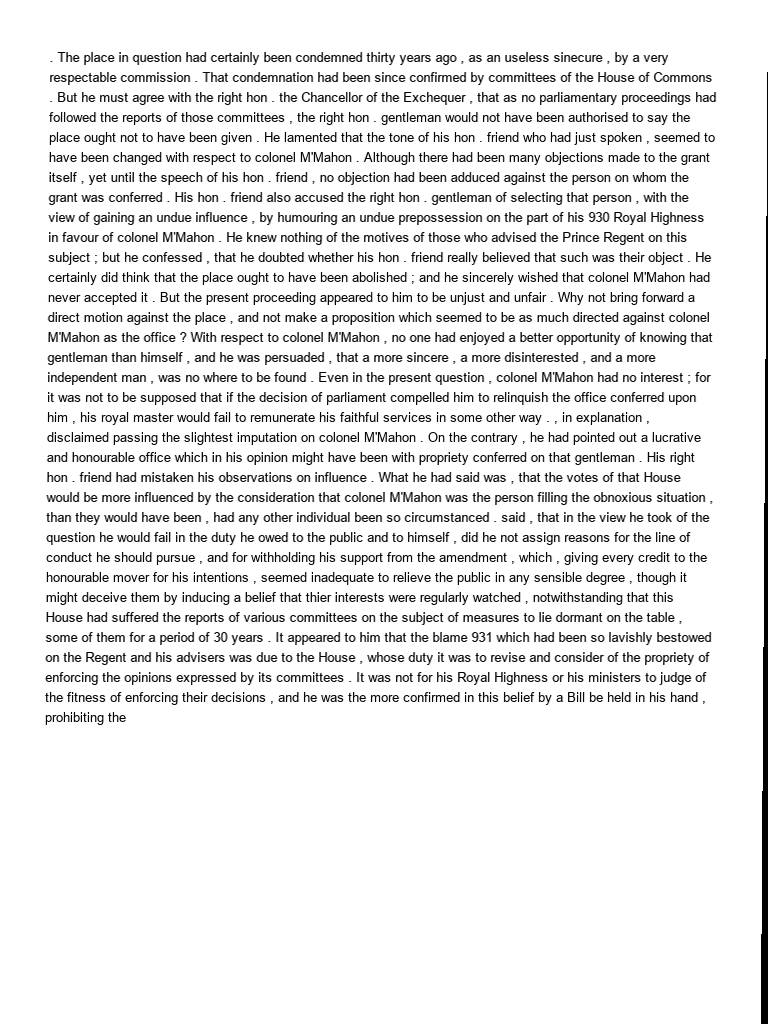 . The place in question had certainly been condemned thirty years ago , as an useless sinecure , by a very
respectable commission . That condemnation had been since confirmed by committees of the House of Commons
. But he must agree with the right hon . the Chancellor of the Exchequer , that as no parliamentary proceedings had
followed the reports of those committees , the right hon . gentleman would not have been authorised to say the
place ought not to have been given . He lamented that the tone of his hon . friend who had just spoken , seemed to
have been changed with respect to colonel M'Mahon . Although there had been many objections made to the grant
itself , yet until the speech of his hon . friend , no objection had been adduced against the person on whom the
grant was conferred . His hon . friend also accused the right hon . gentleman of selecting that person , with the
view of gaining an undue influence , by humouring an undue prepossession on the part of his 930 Royal Highness
in favour of colonel M'Mahon . He knew nothing of the motives of those who advised the Prince Regent on this
subject ; but he confessed , that he doubted whether his hon . friend really believed that such was their object . He
certainly did think that the place ought to have been abolished ; and he sincerely wished that colonel M'Mahon had
never accepted it . But the present proceeding appeared to him to be unjust and unfair . Why not bring forward a
direct motion against the place , and not make a proposition which seemed to be as much directed against colonel
M'Mahon as the office ? With respect to colonel M'Mahon , no one had enjoyed a better opportunity of knowing that
gentleman than himself , and he was persuaded , that a more sincere , a more disinterested , and a more
independent man , was no where to be found . Even in the present question , colonel M'Mahon had no interest ; for
it was not to be supposed that if the decision of parliament compelled him to relinquish the office conferred upon
him , his royal master would fail to remunerate his faithful services in some other way . , in explanation ,
disclaimed passing the slightest imputation on colonel M'Mahon . On the contrary , he had pointed out a lucrative
and honourable office which in his opinion might have been with propriety conferred on that gentleman . His right
hon . friend had mistaken his observations on influence . What he had said was , that the votes of that House
would be more influenced by the consideration that colonel M'Mahon was the person filling the obnoxious situation ,
than they would have been , had any other individual been so circumstanced . said , that in the view he took of the
question he would fail in the duty he owed to the public and to himself , did he not assign reasons for the line of
conduct he should pursue , and for withholding his support from the amendment , which , giving every credit to the
honourable mover for his intentions , seemed inadequate to relieve the public in any sensible degree , though it
might deceive them by inducing a belief that thier interests were regularly watched , notwithstanding that this
House had suffered the reports of various committees on the subject of measures to lie dormant on the table ,
some of them for a period of 30 years . It appeared to him that the blame 931 which had been so lavishly bestowed
on the Regent and his advisers was due to the House , whose duty it was to revise and consider of the propriety of
enforcing the opinions expressed by its committees . It was not for his Royal Highness or his ministers to judge of
the fitness of enforcing their decisions , and he was the more confirmed in this belief by a Bill be held in his hand ,
prohibiting the